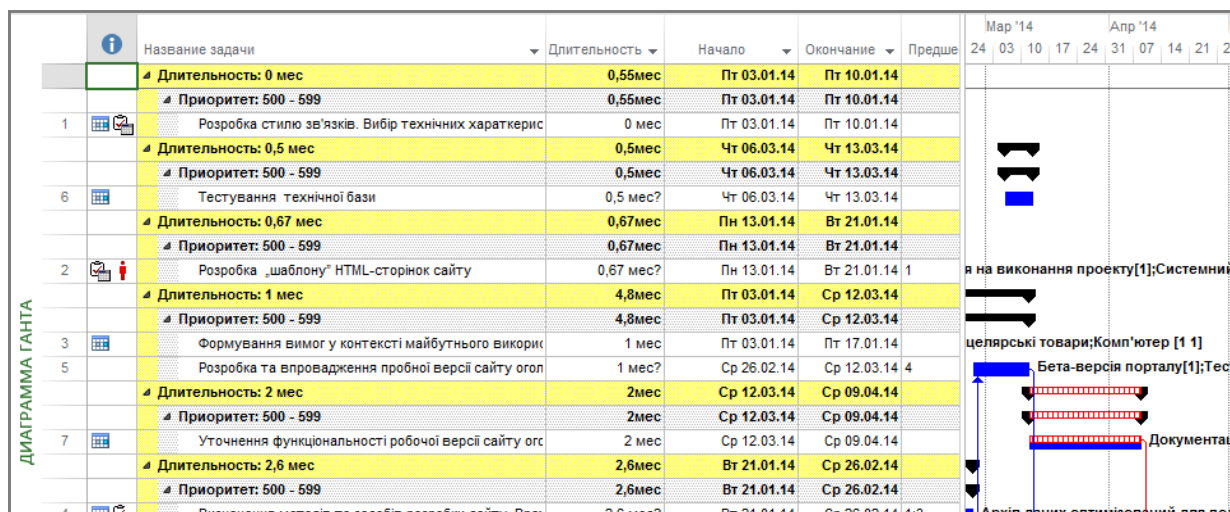 Мар '14 Апр '14
Название задачи Длительность Начало Окончание Предше 24 03 10 17 24 31 07 14 21 2
Длительность: 0 мес 0,55мес Пт 03.01.14 Пт 10.01.14
Приоритет: 500 - 599 0,55мес Пт 03.01.14 Пт 10.01.14
1 Розробка стилю зв'язків. Вибір технічних хараткерис 0 мес Пт 03.01.14 Пт 10.01.14
Длительность: 0,5 мес 0,5мес Чт 06.03.14 Чт 13.03.14
Приоритет: 500 - 599 0,5мес Чт 06.03.14 Чт 13.03.14
6 Тестування технічної бази 0,5 мес? Чт 06.03.14 Чт 13.03.14
Длительность: 0,67 мес 0,67мес Пн 13.01.14 Вт 21.01.14
Приоритет: 500 - 599 0,67мес Пн 13.01.14 Вт 21.01.14
2 Розробка „шаблону" HTML-сторінок сайту 0,67 мес? Пн 13.01.14 Вт 21.01.14 1 я на виконання проекту[1];Системний
Длительность: 1 мес 4,8мес Пт 03.01.14 Ср 12.03.14
Приоритет: 500 - 599 4,8мес Пт 03.01.14 Ср 12.03.14
3 Формування вимог у контексті майбутнього викорис 1 мес Пт 03.01.14 Пт 17.01.14 целярські товари;Комп'ютер [1 1]
5 Розробка та впровадження пробної версії сайту огол 1 мес? Ср 26.02.14 Ср 12.03.14 4 Бета-версія порталу[1];Тес
Длительность: 2 мес 2мес Ср 12.03.14 Ср 09.04.14
Приоритет: 500 - 599 2мес Ср 12.03.14 Ср 09.04.14
7 Уточнення функціональності робочої версії сайту ого 2 мес Ср 12.03.14 Ср 09.04.14 Документац
Длительность: 2,6 мес 2,6мес Вт 21.01.14 Ср 26.02.14
Приоритет: 500 - 599 2,6мес Вт 21.01.14 Ср 26.02.14
ДИАГРАММА ГАНТА